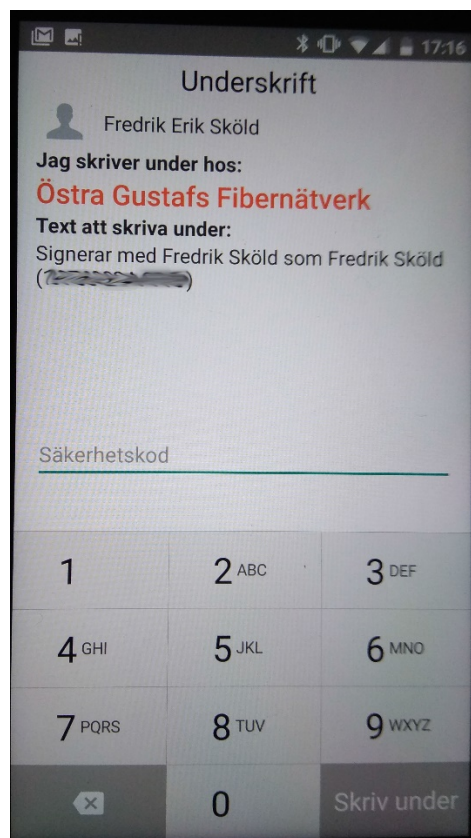 17:16
Underskrift
Fredrik Erik Sköld
Jag skriver under hos:
Östra Gustafs Fibernätverk
Text att skriva under:
Signerar med Fredrik Sköld som Fredrik Sköld
( )
Säkerhetskod
1
2 ABC
3 DEF
4 GHI
5 JKL
6 MNO
7 PQRS
8 TUV
9 WXYZ
0
Skriv under